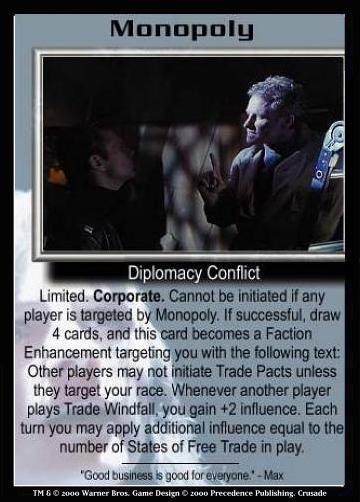 Monopoly
Diplomacy Conflict
Limited. Corporate. Cannot be initiated if any
player is targeted by Monopoly. If successful, draw
4 cards, and this card becomes a Faction
Enhancement targeting you with the following text:
Other players may not initiate Trade Pacts unless
they target your race. Whenever another player
plays Trade Windfall, you gain +2 influence. Each
turn you may apply additional influence equal to the
number of States of Free Trade in play.
"Good business is good for everyone." - Max
TM & © 2000 Warner Bros. Game Design © 2000 Precedence Publishing. Crusade